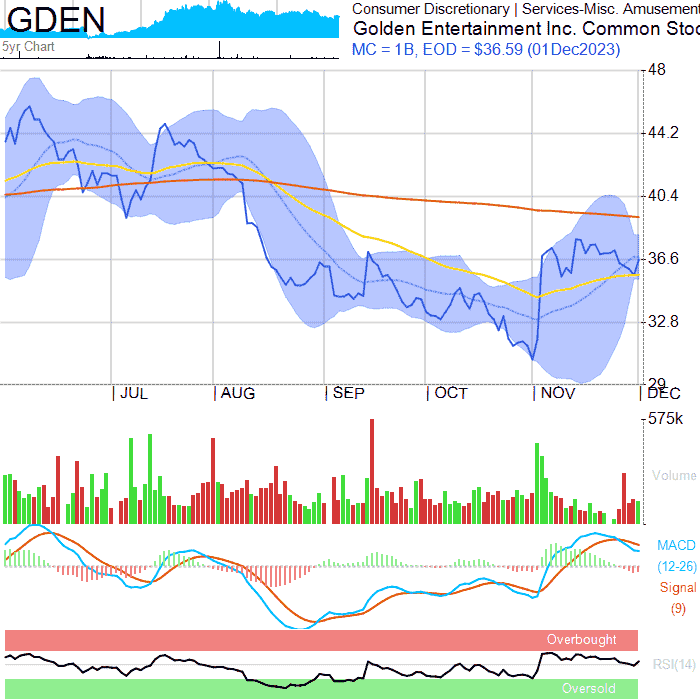 GDEN
Consumer Discretionary | Services-Misc. Amusement
Golden Entertainment Inc. Common Stoc
5yr Chart
MC = 1B, EOD = $36.59 (01Dec2023)
48
44.2
40.4
36.6
32.8
29
JUL AUG SEP OCT NOV DEC
575k
Volume
MACD
(12-26)
Signal
(9)
Overbought
RSI(14)
Oversold